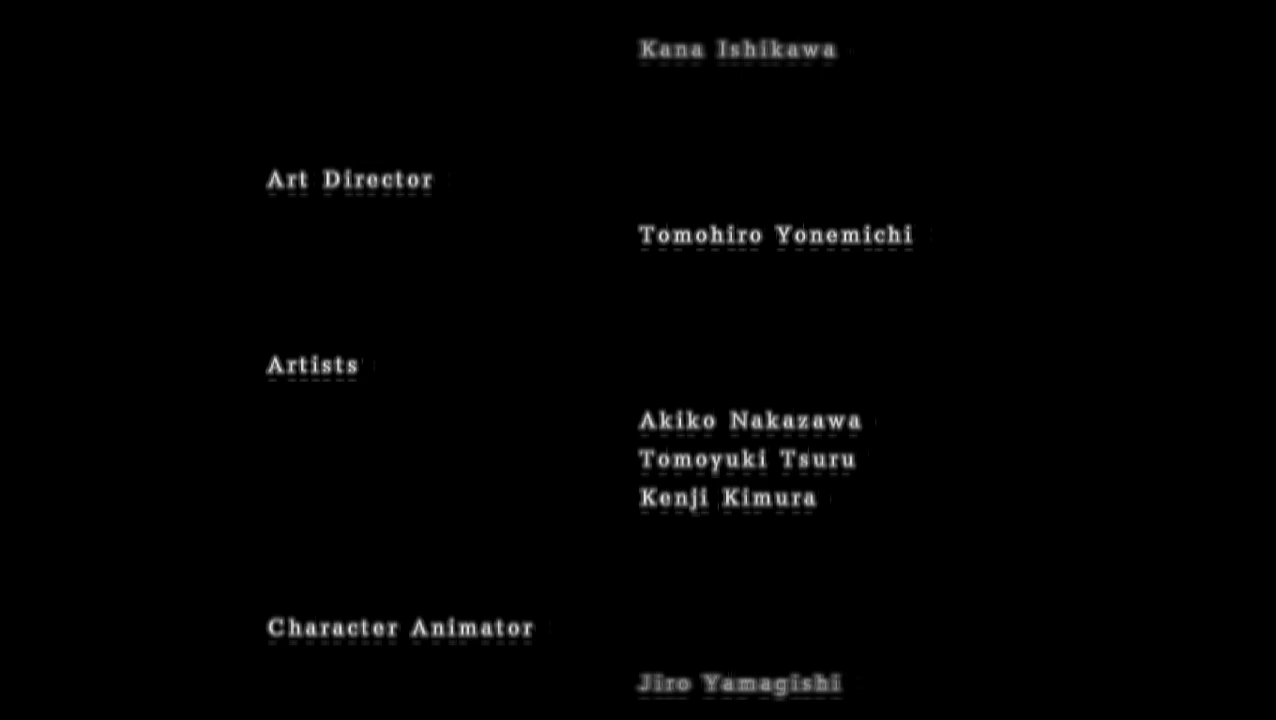 Kana Ishikawa
Art Director
Tomohiro Yonemichi
Artists
Akiko Nakazawa
Tomoyuki Tsuru
Kenji Kimura
Character Animator
Jiro Yamagishi